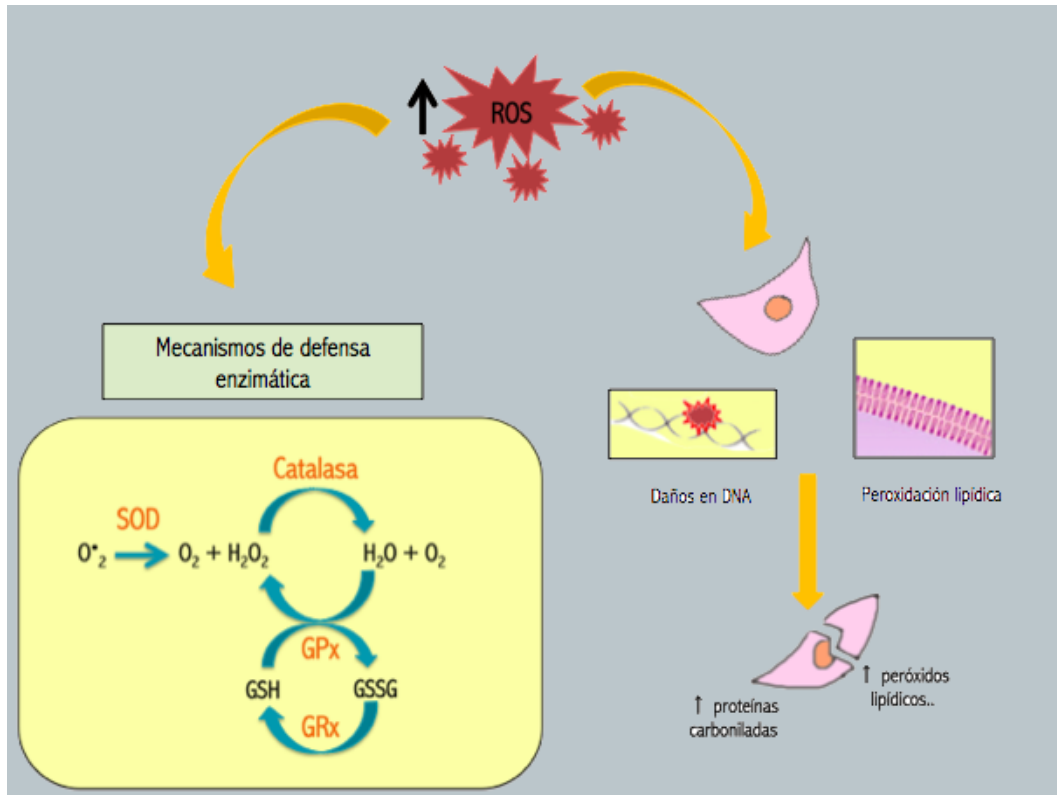 ROS
Mecanismos de defensa
enzimática
Catalasa
SOD
O•₂
O₂ + H₂O₂
H₂O + O₂
GPx
GSH
GSSG
GRx
Daños en DNA
Peroxidación lipídica
↑ peróxidos
lipídicos..
↑ proteínas
carboniladas